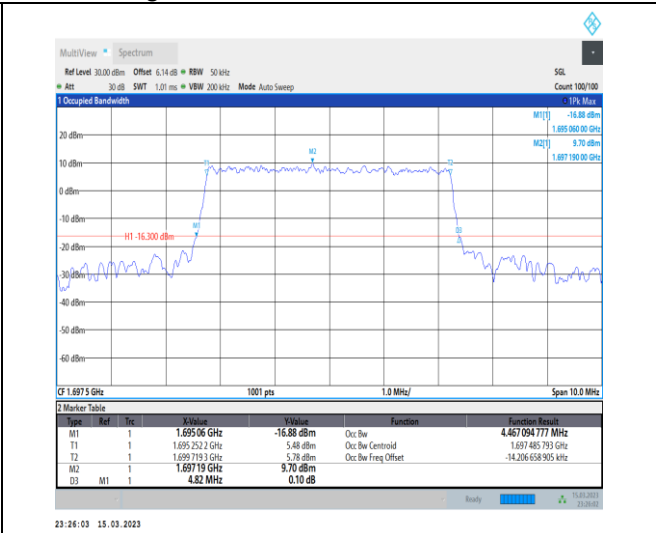 MultiView Spectrum
Ref Level 30.00 dBm Offset 6.14 dB RBW 50 kHz SGL
Att 30 dB SWT 1.01 ms VBW 200 kHz Mode Auto Sweep Count 100/100
1 Occupied Bandwidth 1Pk Max
M1[1] -16.88 dBm
1.695 060 00 GHz
M2[1] 9.70 dBm
1.697 190 00 GHz
20 dBm
M2
10 dBm
T1 T2
0 dBm
-10 dBm
M1
D3
H1 -16.300 dBm
-20 dBm
-30 dBm
-40 dBm
-50 dBm
-60 dBm
CF 1.697 5 GHz 1001 pts 1.0 MHz/ Span 10.0 MHz
2 Marker Table
Type Ref Trc X-Value Y-Value Function Function Result
M1 1 1.695 06 GHz -16.88 dBm Occ Bw 4.467 094 777 MHz
T1 1 1.695 252 2 GHz 5.48 dBm Occ Bw Centroid 1.697 485 793 GHz
T2 1 1.699 719 3 GHz 5.78 dBm Occ Bw Freq Offset -14.206 658 905 kHz
M2 1 1.697 19 GHz 9.70 dBm
D3 M1 1 4.82 MHz 0.10 dB
Ready 15.03.2023
23:26:02
23:26:03 15.03.2023